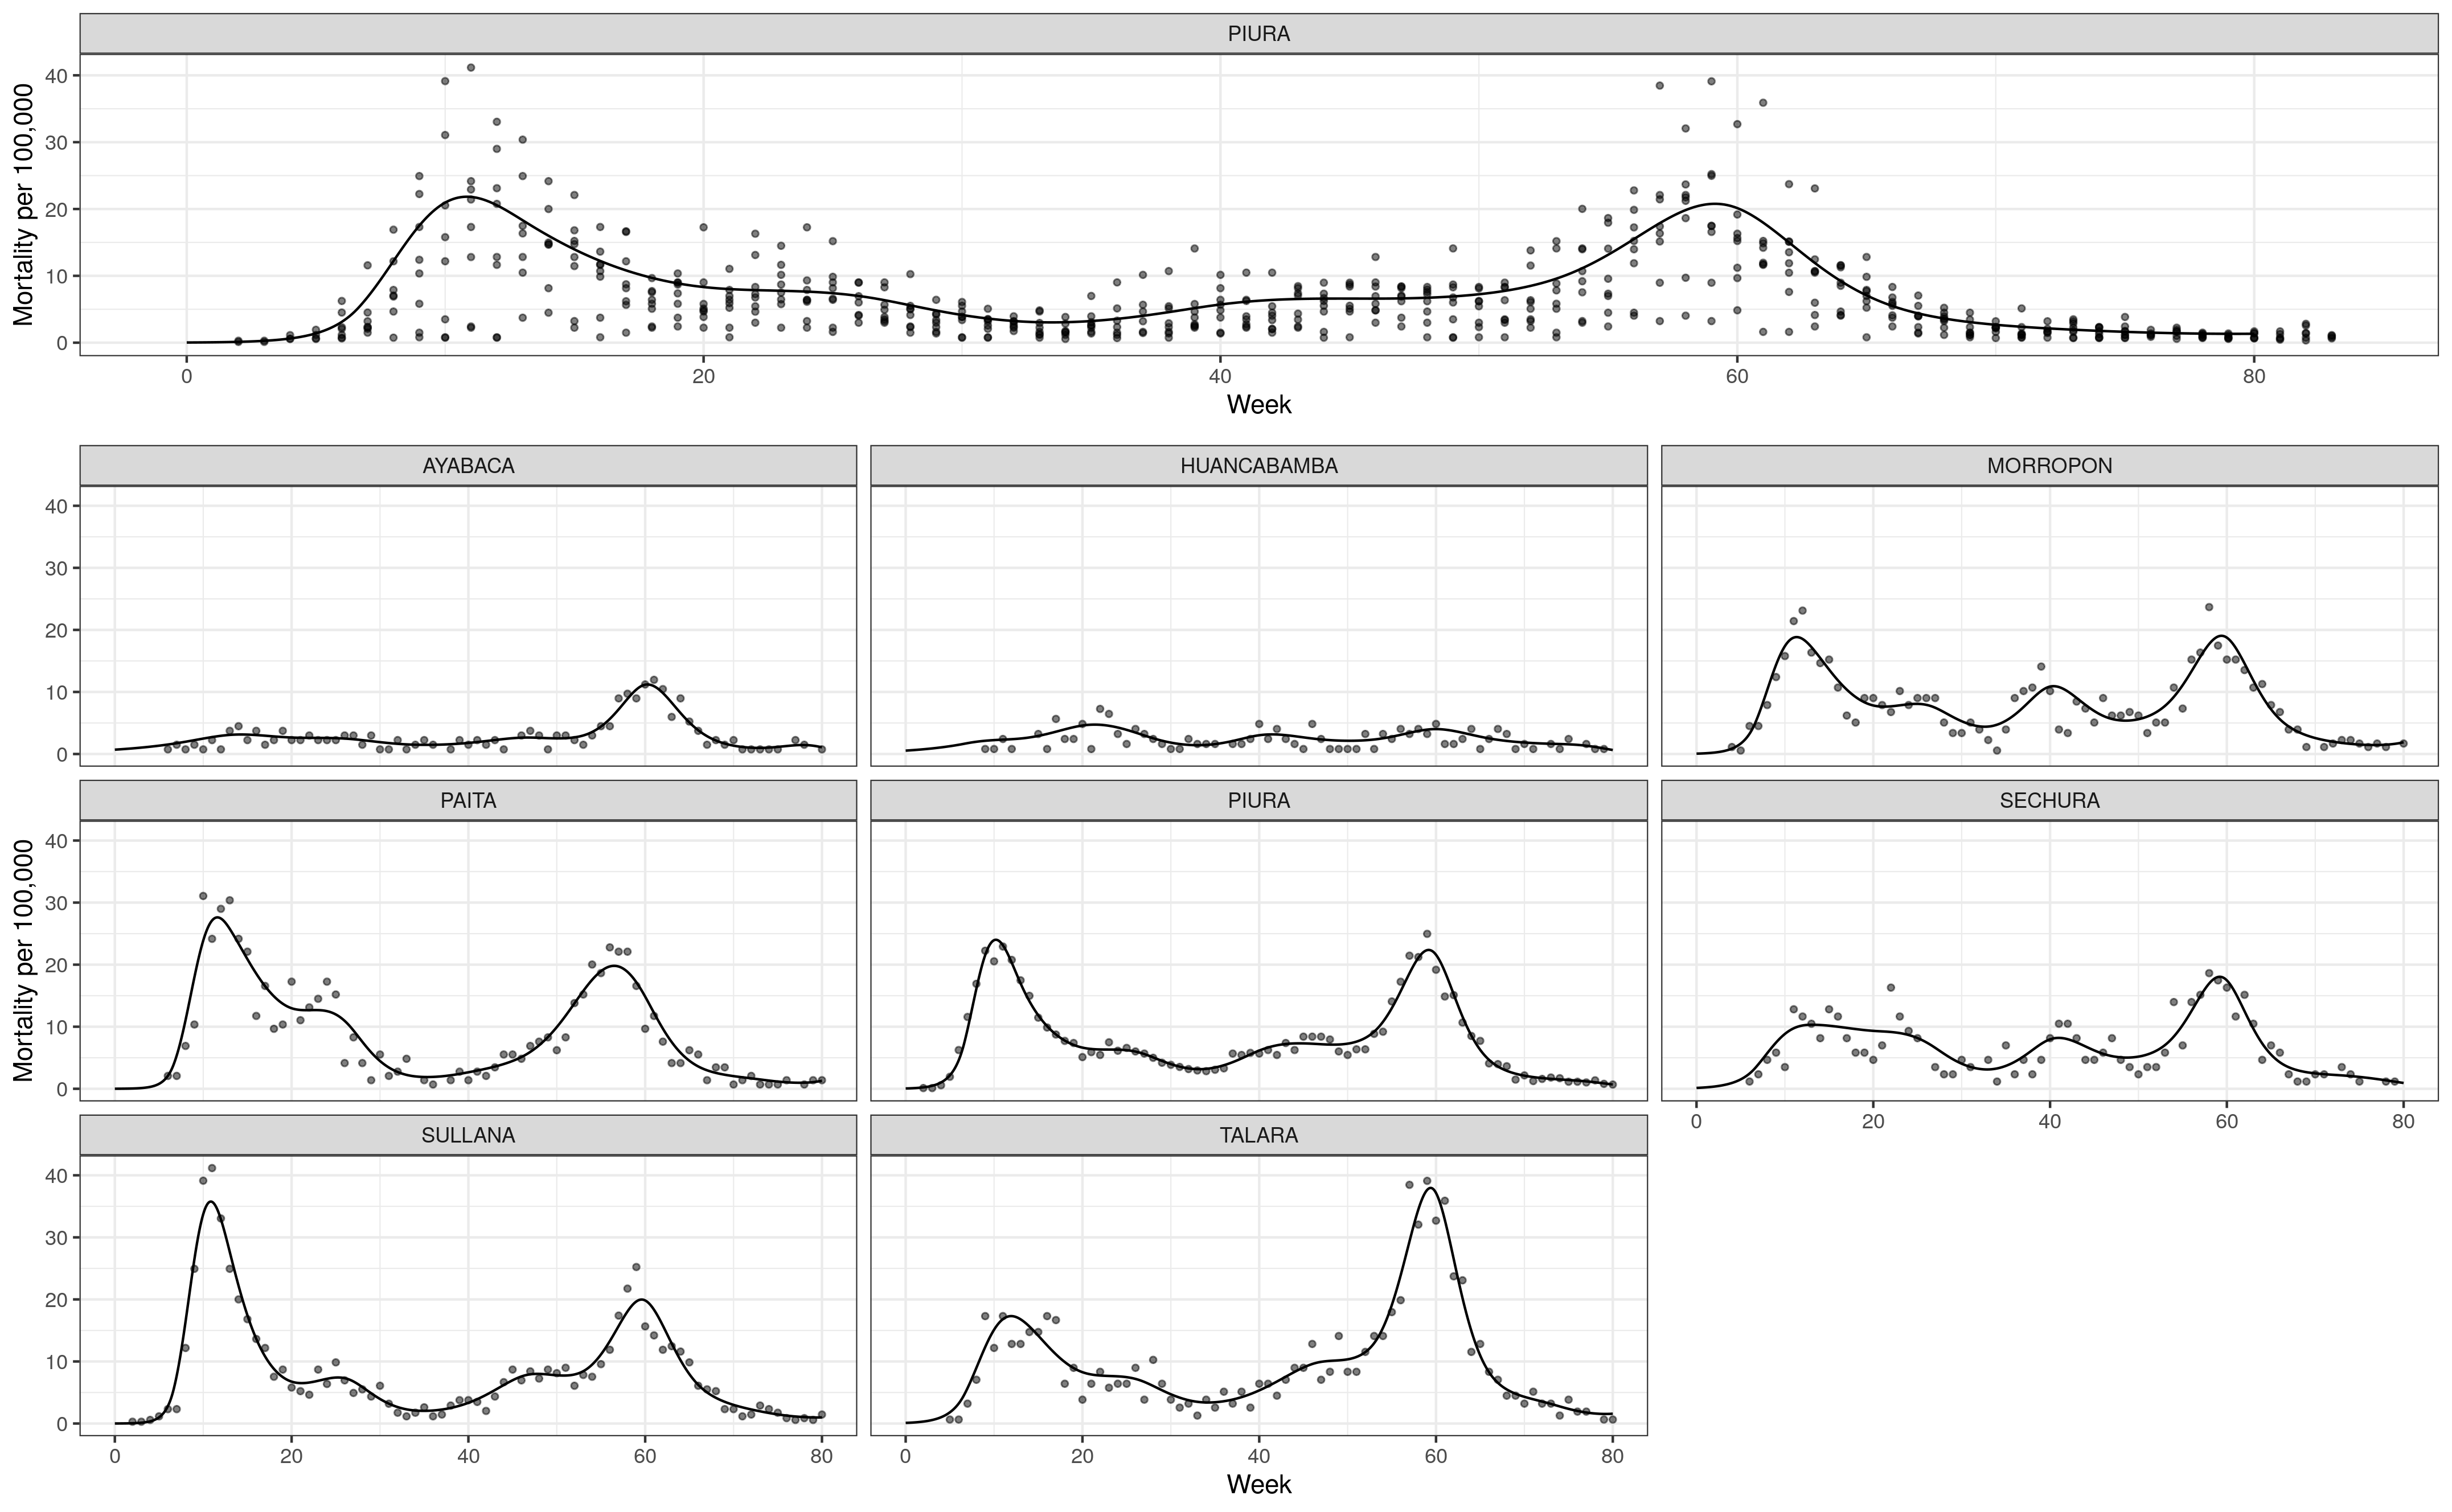 PIURA
Mortality per 100,000
40
30
20
10
0
0 20 40 60 80
Week
AYABACA HUANCABAMBA MORROPON
40
30
20
10
0
PAITA PIURA SECHURA
Mortality per 100,000
40
30
20
10
0
0 20 40 60 80
SULLANA TALARA
40
30
20
10
0
0 20 40 60 80 0 20 40 60 80
Week